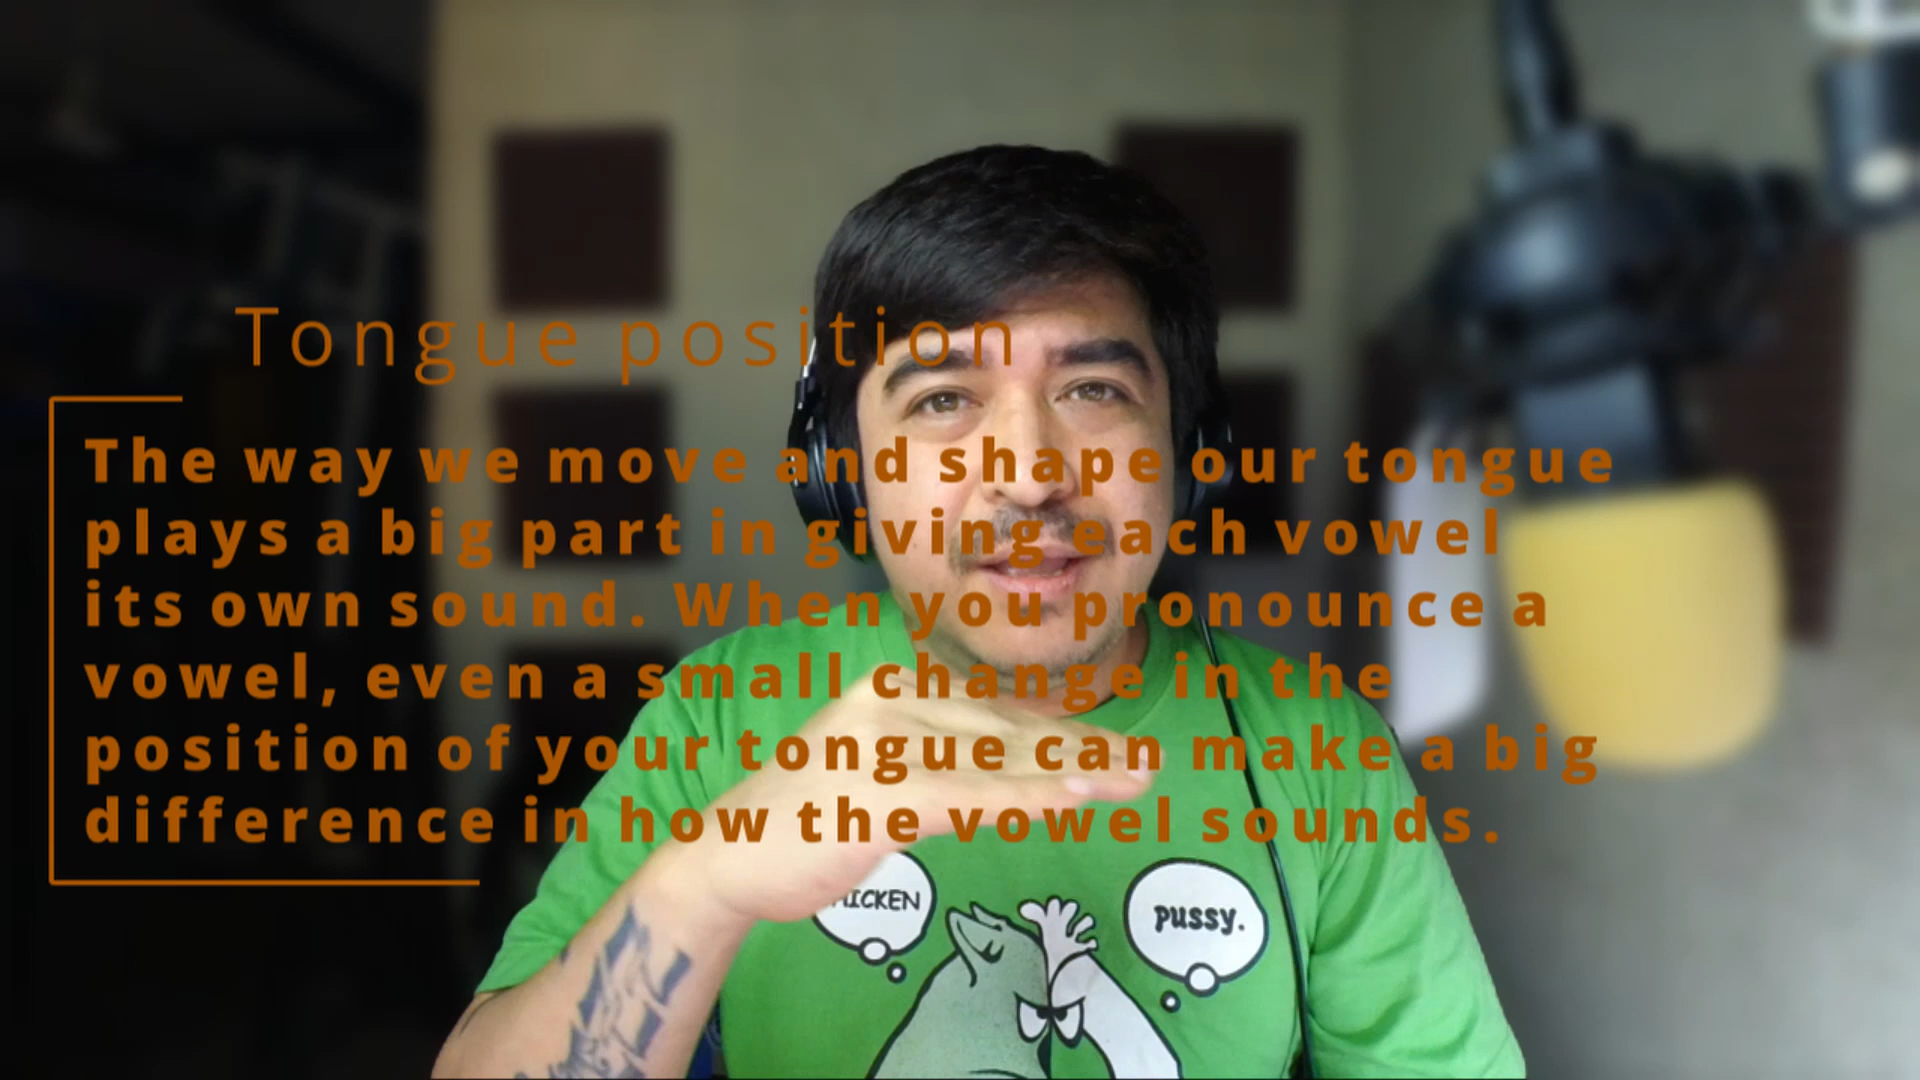 Tongue position
The way we move and shape our tongue
plays a big part in giving each vowel
its own sound. When you pronounce a
vowel, even a small change in the
position of your tongue can make a big
difference in how the vowel sounds.
pussy.